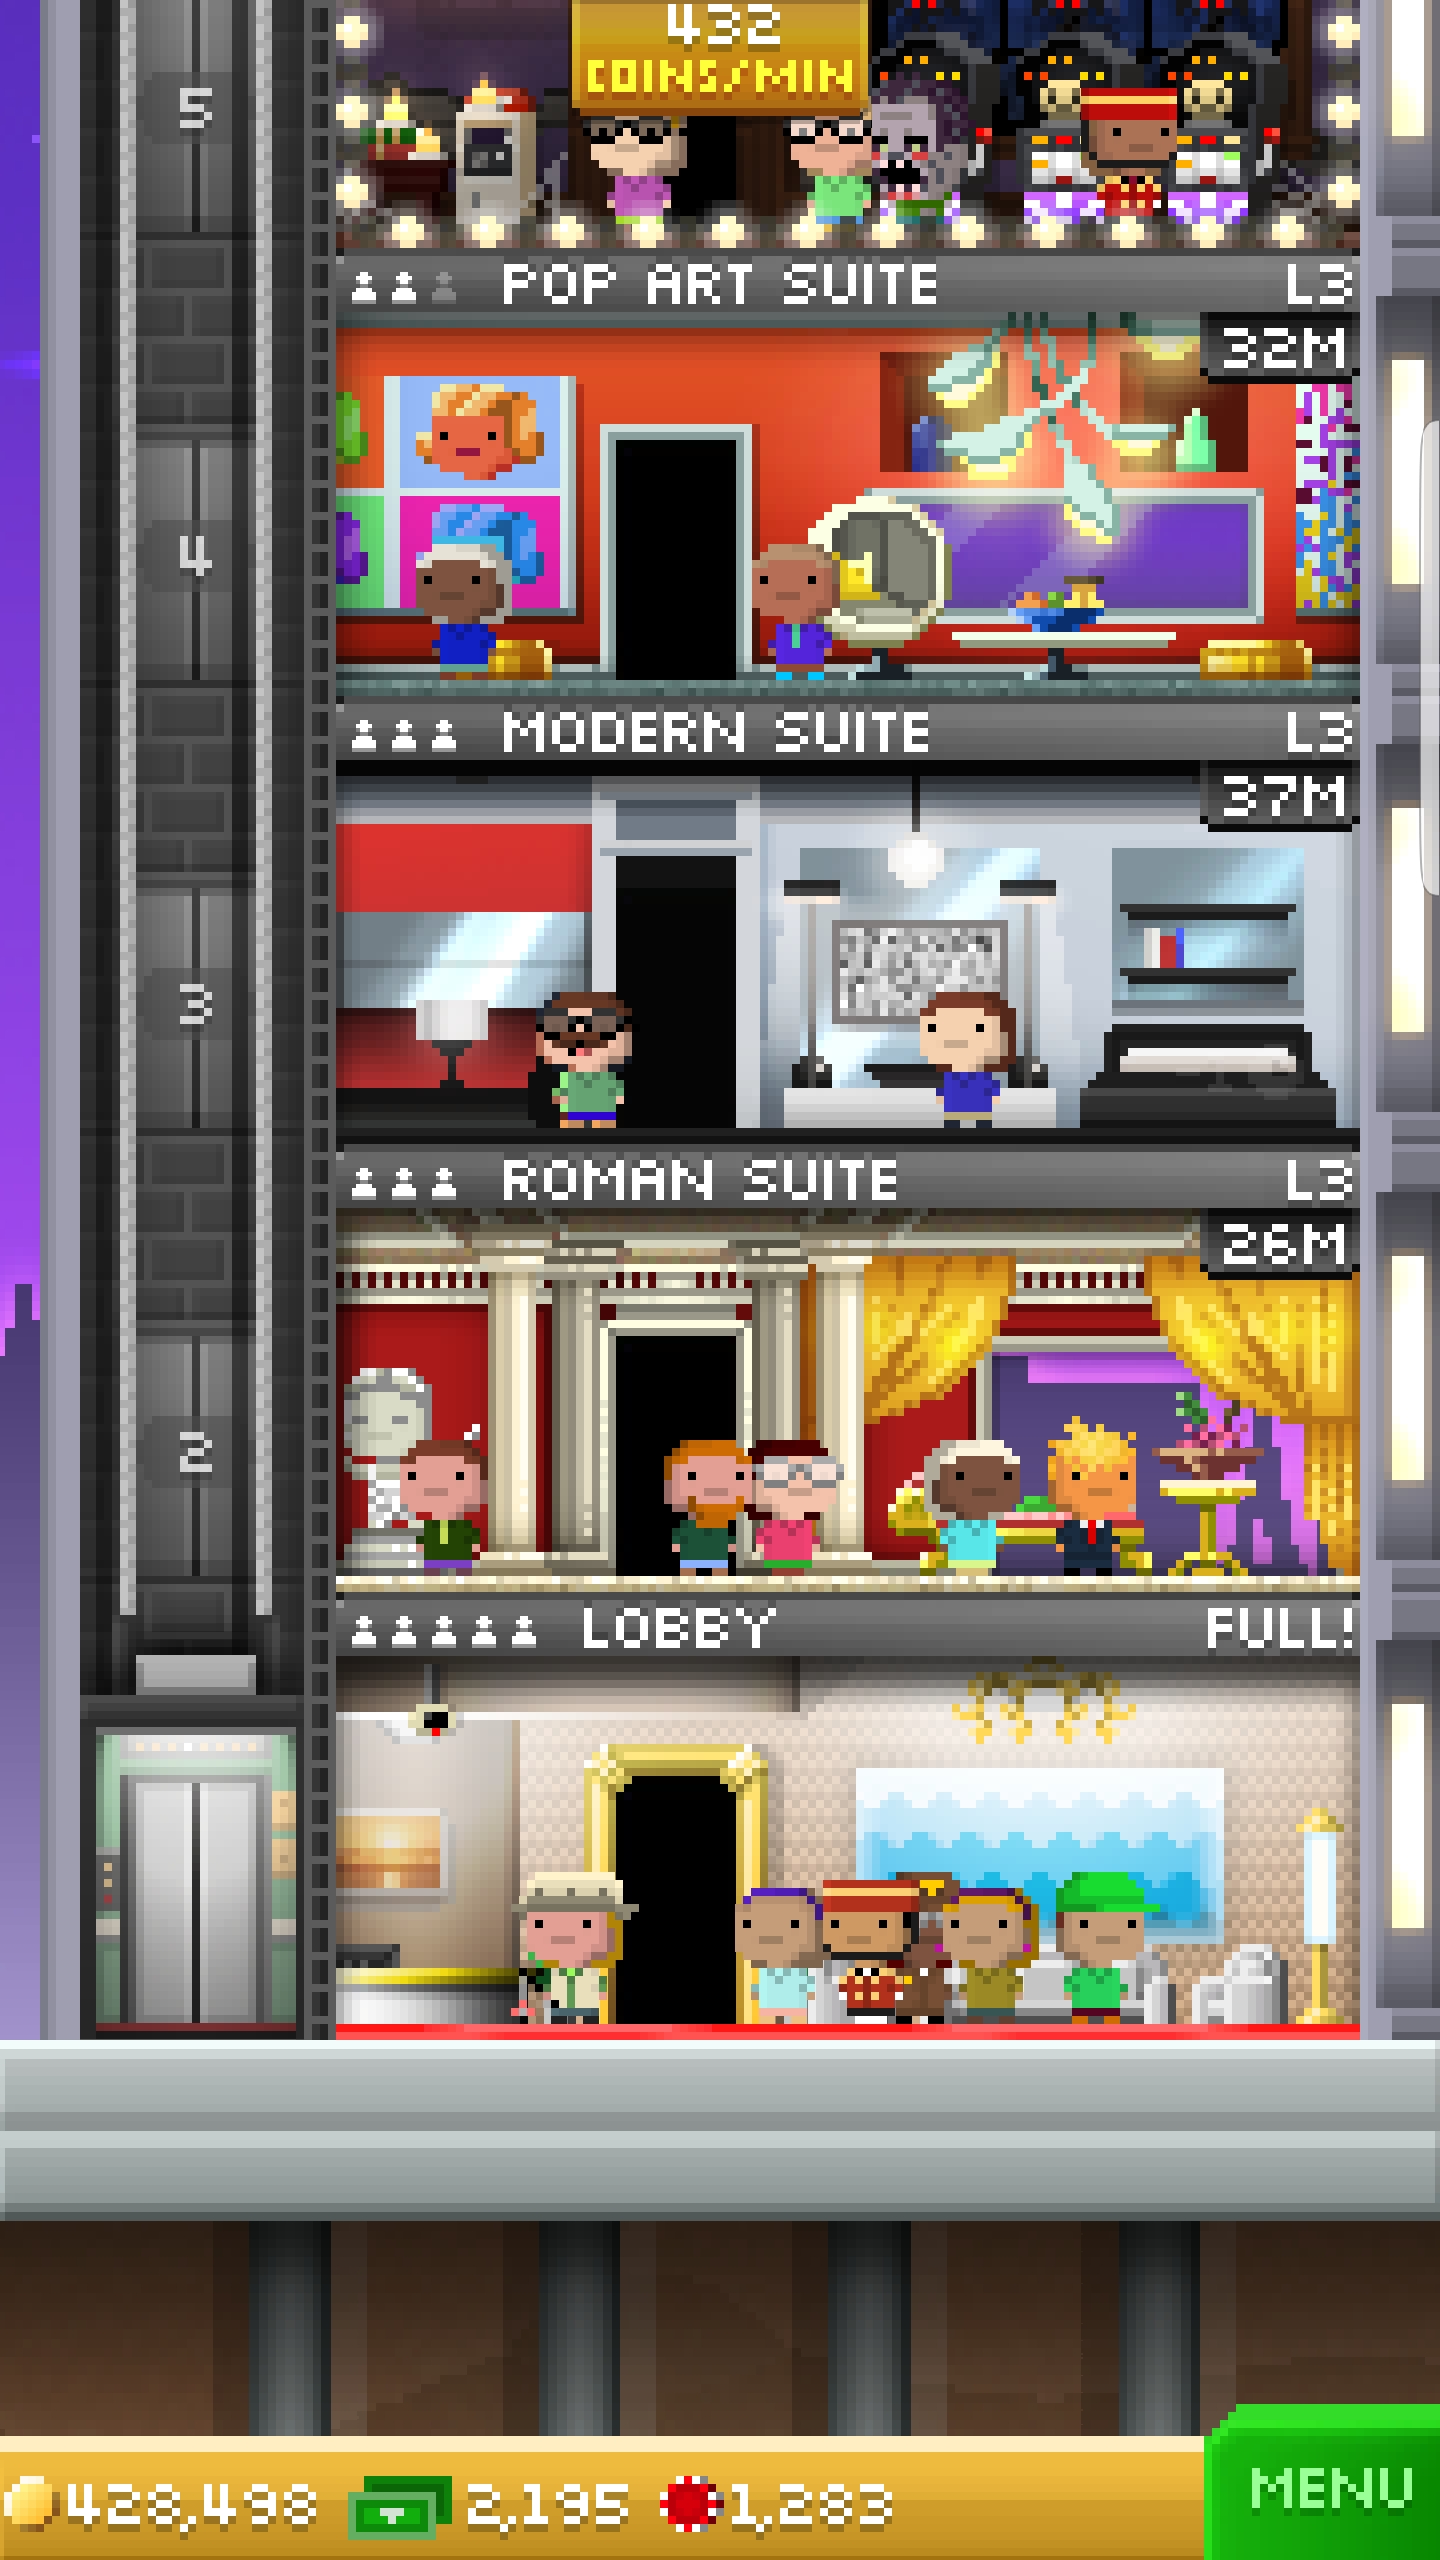 432
COINS/MIN
5
POP ART SUITE L3
32M
4
MODERN SUITE L3
37M
3
ROMAN SUITE L3
26M
2
LOBBY FULL!
428,498 2,195 1,283
MENU